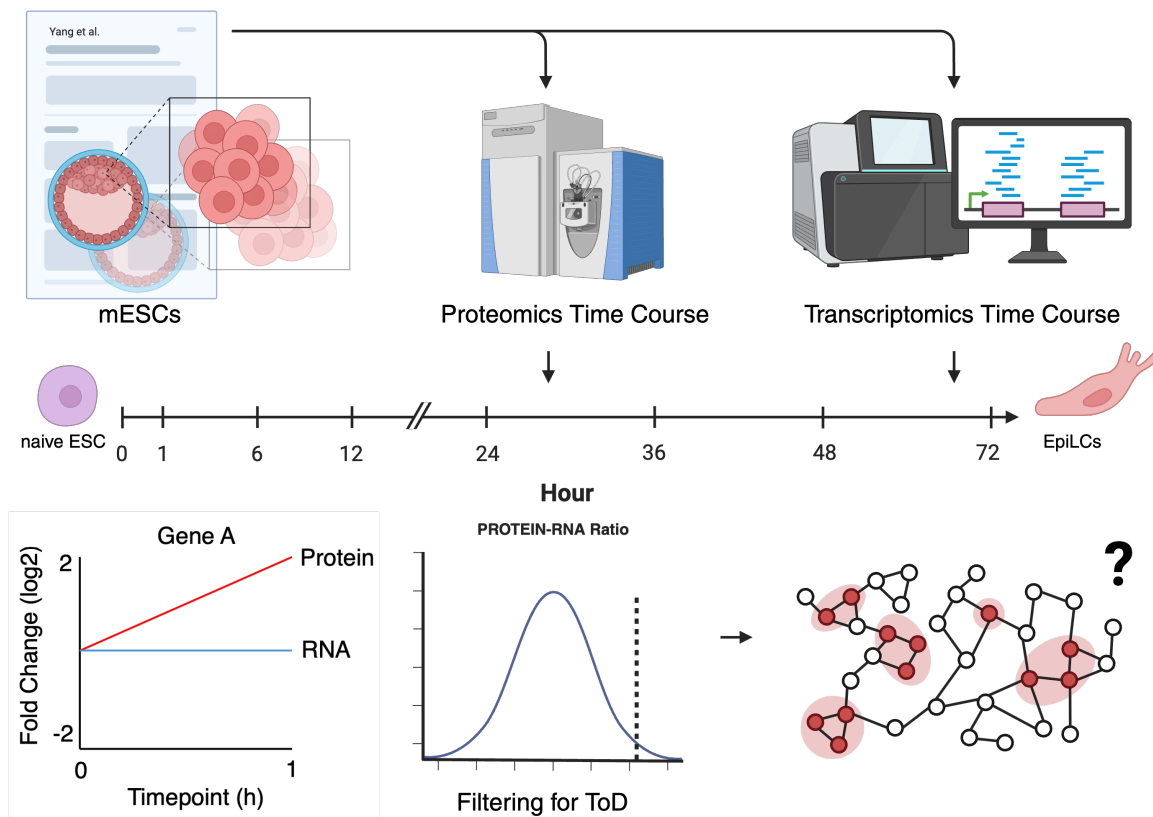 Yang et al.
mESCs
Proteomics Time Course
Transcriptomics Time Course
naive ESC
0 1 6 12 24 36 48 72
EpiLCs
Hour
Gene A
Fold Change (log2)
2
-2
Protein
RNA
0 1
Timepoint (h)
PROTEIN-RNA Ratio
Filtering for ToD
?